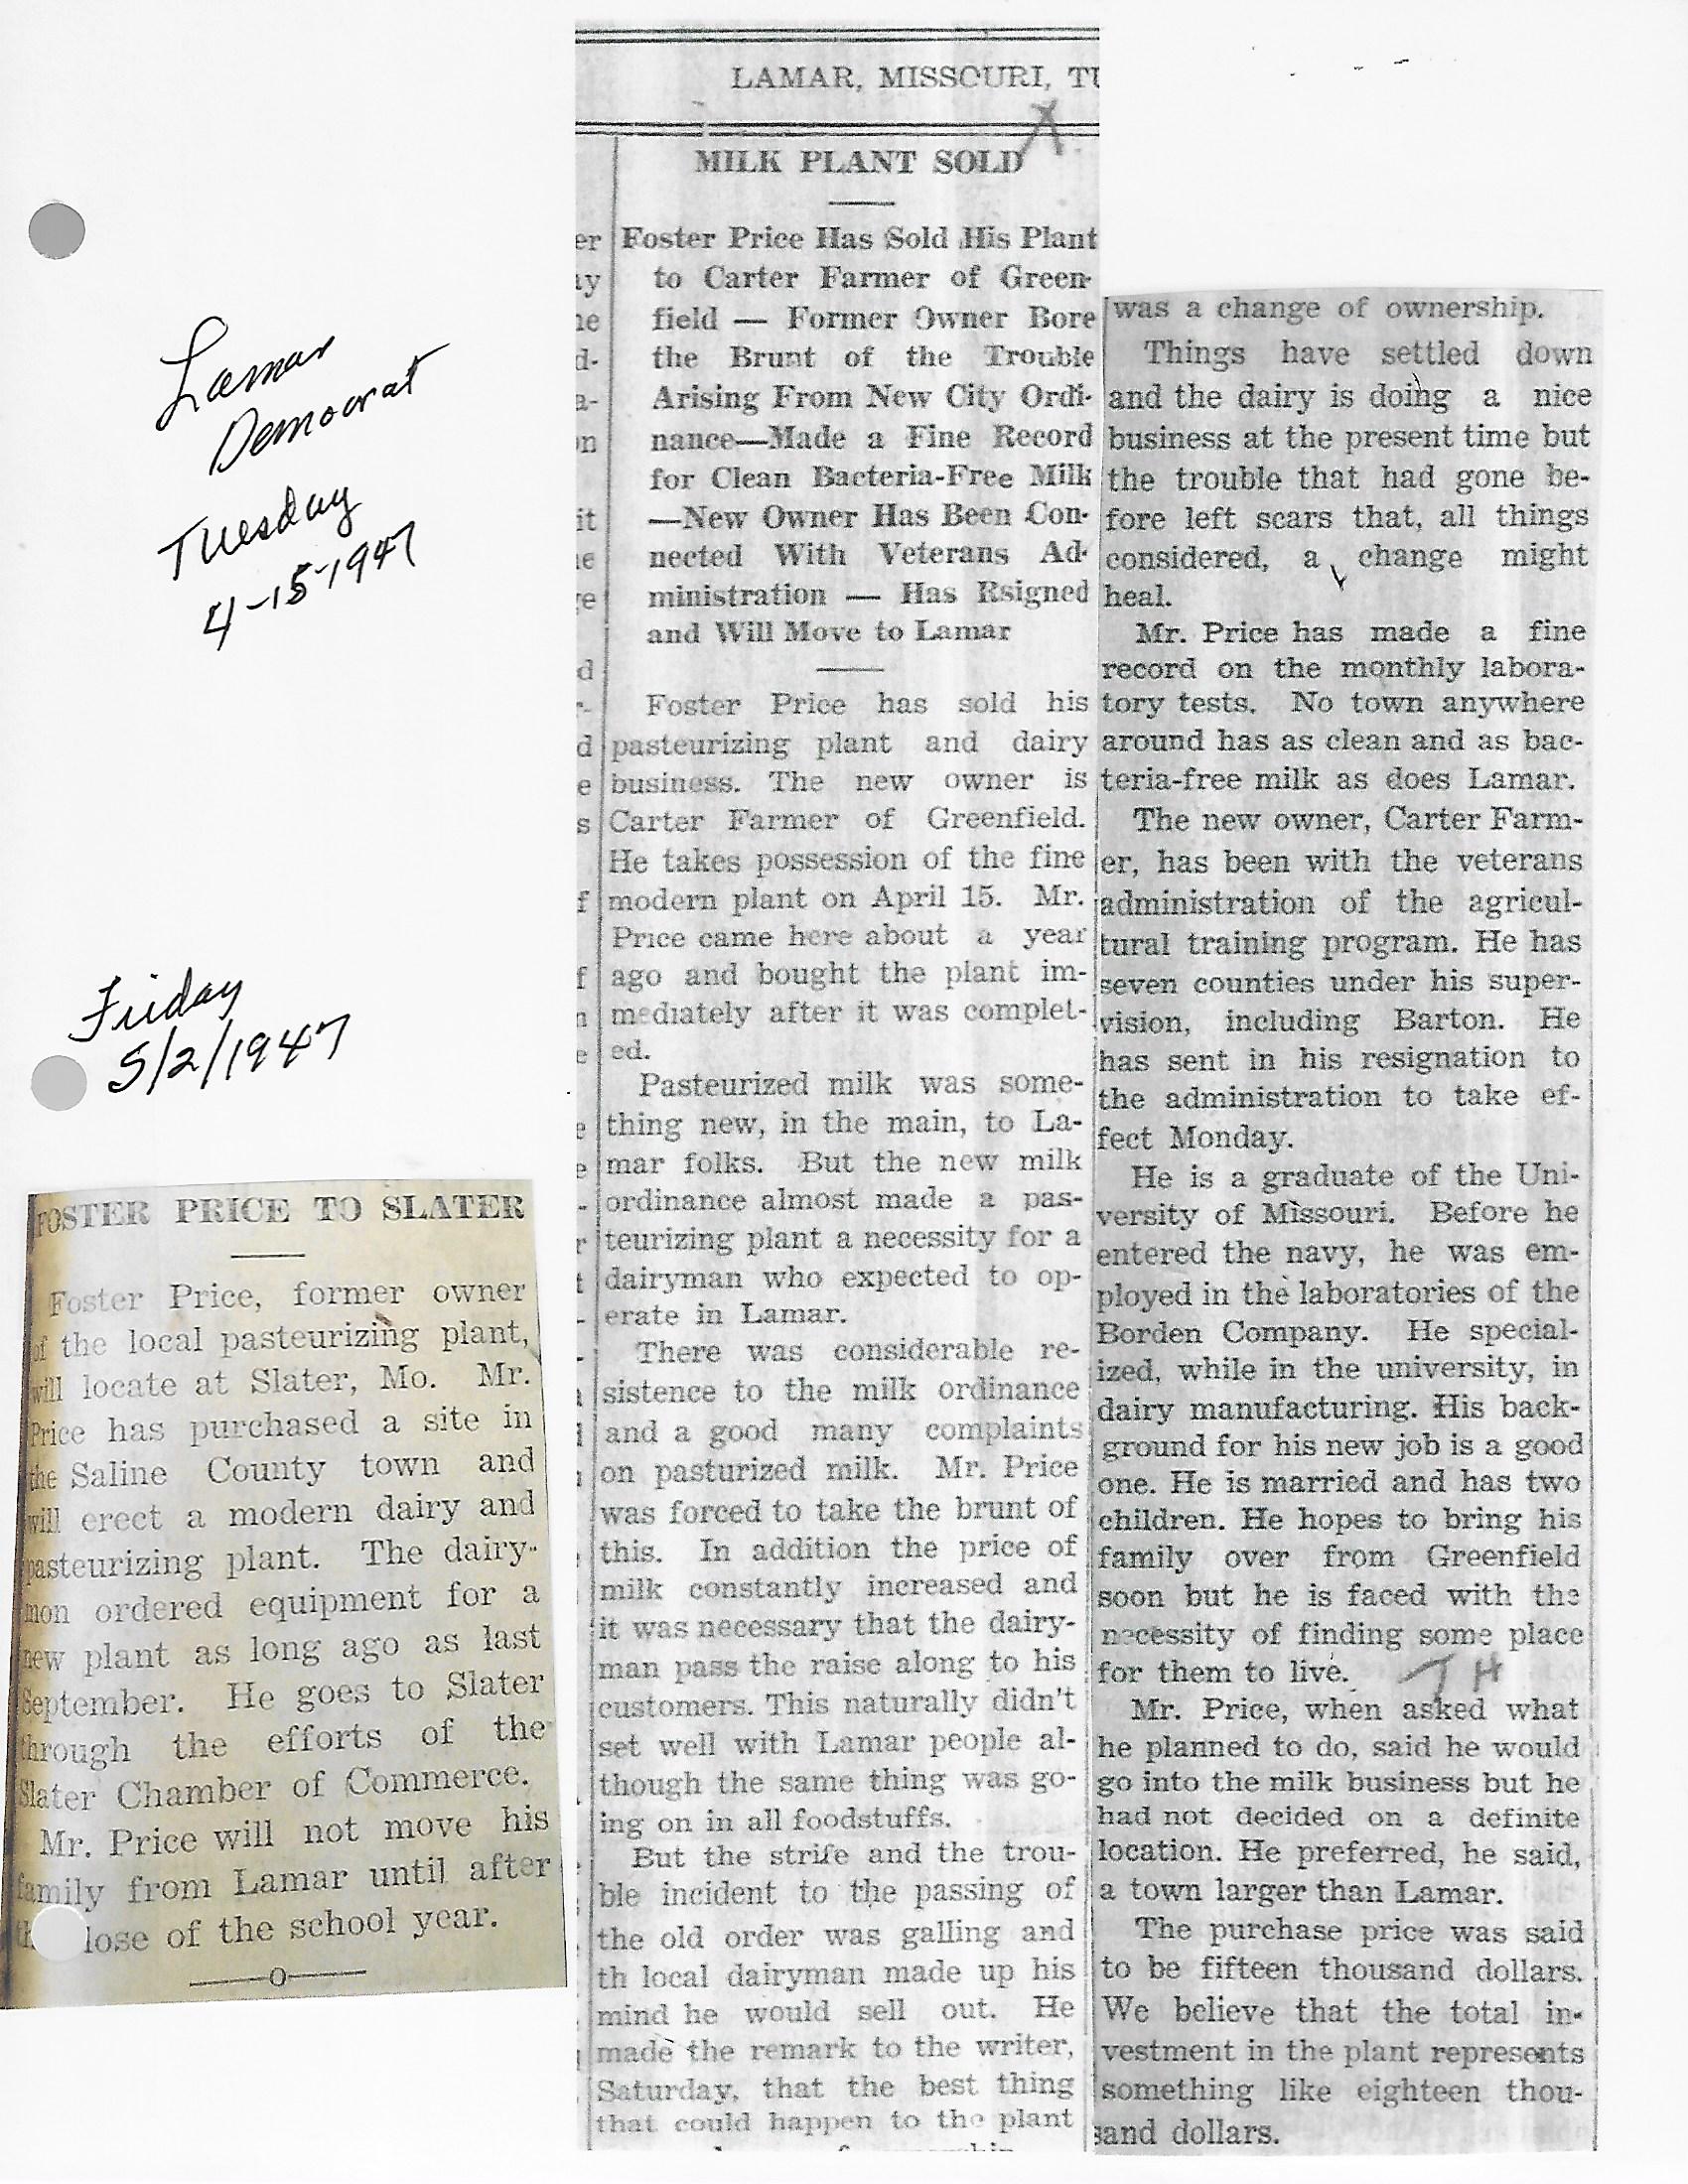 Lamar
Democrat
Tuesday
4-15-1947
Friday
5/2/1947
FOSTER PRICE TO SLATER
Foster Price, former owner
of the local pasteurizing plant,
will locate at Slater, Mo. Mr.
Price has purchased a site in
the Saline County town and
will erect a modern dairy and
pasteurizing plant. The dairy-
mon ordered equipment for a
new plant as long ago as last
September. He goes to Slater
through the efforts of the
Slater Chamber of Commerce.
Mr. Price will not move his
family from Lamar until after
th lose of the school year.
O
LAMAR, MISSOURI, TU
X
MILK PLANT SOLD
Foster Price Has Sold His Plant
to Carter Farmer of Green-
field — Former Owner Bore
the Brunt of the Trouble
Arising From New City Ordi-
nance—Made a Fine Record
for Clean Bacteria-Free Milk
—New Owner Has Been Con-
nected With Veterans Ad-
ministration — Has Rsigned
and Will Move to Lamar
Foster Price has sold his
pasteurizing plant and dairy
business. The new owner is
Carter Farmer of Greenfield.
He takes possession of the fine
modern plant on April 15. Mr.
Price came here about a year
ago and bought the plant im-
mediately after it was complet-
ed.
Pasteurized milk was some-
thing new, in the main, to La-
mar folks. But the new milk
ordinance almost made a pas-
teurizing plant a necessity for a
dairyman who expected to op-
erate in Lamar.
There was considerable re-
sistence to the milk ordinance
and a good many complaints
on pasturized milk. Mr. Price
was forced to take the brunt of
this. In addition the price of
milk constantly increased and
it was necessary that the dairy-
man pass the raise along to his
customers. This naturally didn't
set well with Lamar people al-
though the same thing was go-
ing on in all foodstuffs.
But the strife and the trou-
ble incident to the passing of
the old order was galling and
th local dairyman made up his
mind he would sell out. He
made the remark to the writer,
Saturday, that the best thing
that could happen to the plant
was a change of ownership.
Things have settled down
and the dairy is doing a nice
business at the present time but
the trouble that had gone be-
fore left scars that, all things
considered, a change might
heal.
Mr. Price has made a fine
record on the monthly labora-
tory tests. No town anywhere
around has as clean and as bac-
teria-free milk as does Lamar.
The new owner, Carter Farm-
er, has been with the veterans
administration of the agricul-
tural training program. He has
seven counties under his super-
vision, including Barton. He
has sent in his resignation to
the administration to take ef-
fect Monday.
He is a graduate of the Uni-
versity of Missouri. Before he
entered the navy, he was em-
ployed in the laboratories of the
Borden Company. He special-
ized, while in the university, in
dairy manufacturing. His back-
ground for his new job is a good
one. He is married and has two
children. He hopes to bring his
family over from Greenfield
soon but he is faced with the
necessity of finding some place
for them to live. TH
Mr. Price, when asked what
he planned to do, said he would
go into the milk business but he
had not decided on a definite
location. He preferred, he said,
a town larger than Lamar.
The purchase price was said
to be fifteen thousand dollars.
We believe that the total in-
vestment in the plant represents
something like eighteen thou-
sand dollars.